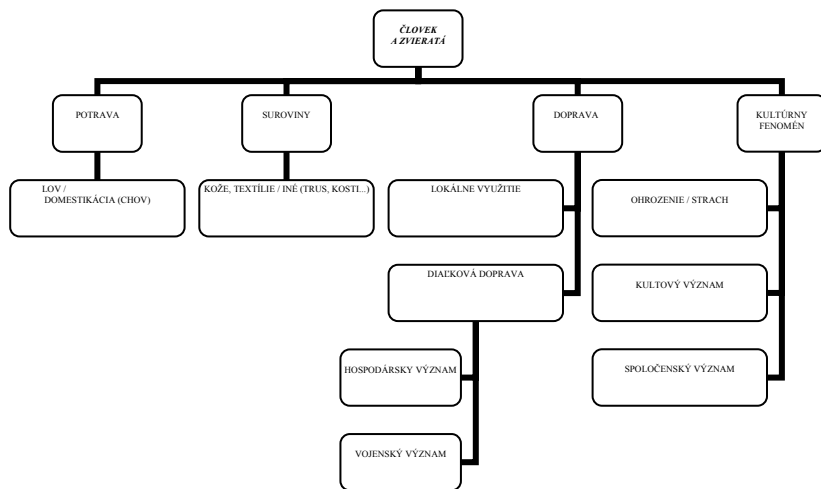 ČLOVEK
A ZVIERATÁ
POTRAVA
SUROVINY
DOPRAVA
KULTÚRNY
FENOMÉN
LOV /
DOMESTIKÁCIA (CHOV)
KOŽE, TEXTÍLIE / INÉ (TRUS, KOSTI...)
LOKÁLNE VYUŽITIE
OHROZENIE / STRACH
DIAĽKOVÁ DOPRAVA
KULTOVÝ VÝZNAM
HOSPODÁRSKY VÝZNAM
SPOLOČENSKÝ VÝZNAM
VOJENSKÝ VÝZNAM